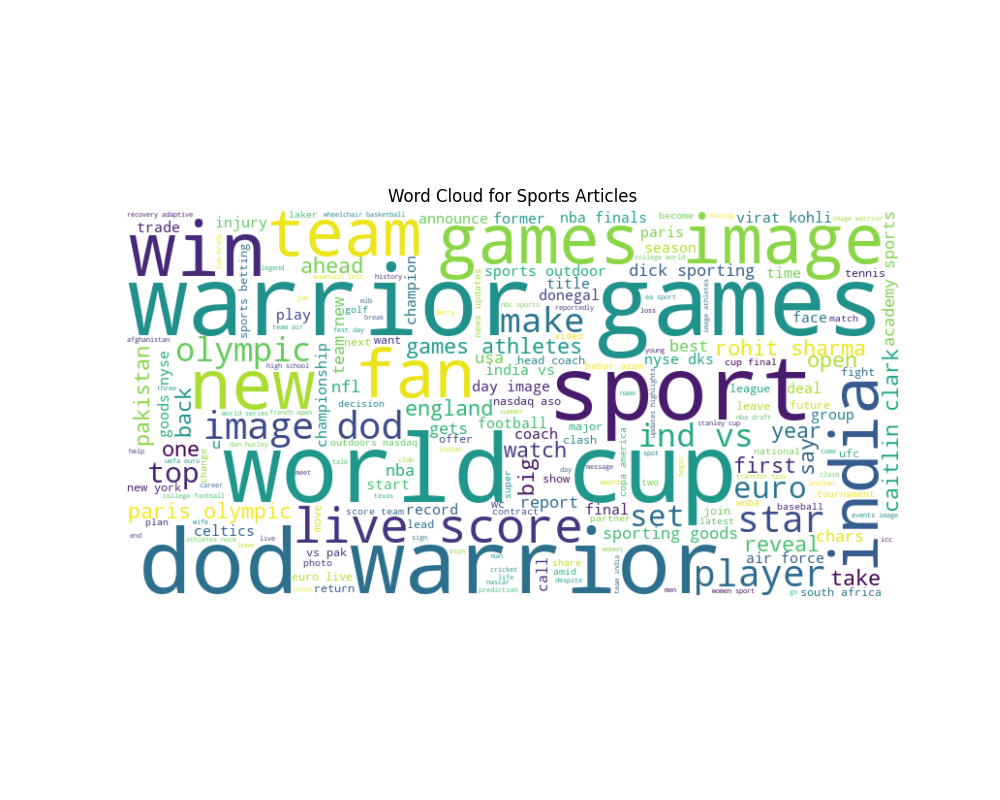 Word Cloud for Sports Articles
recovery adaptive
laker
wheelchair basketball
announce
former
nba finals
become
boxing
virat kohli
image warrior
trade
injury
win
team
games
image
paris
season
college world
academy sports
tom brady
sports betting
legend
ahead
mountain fest
history
champion
news updates
sports outdoor
dick sporting
time
tennis
title
donegal
nbc sports
reportedly
ea sport
loss
image athletes
warrior games
job
mlb
golf
break
play
team air
fast day
derry
make
video
face
match
afghanistan
olympic
team new
next
want
games athletes
young
best
rohit sharma
open
pakistan
high school
usa
head coach
babar azam
nyse dks
cup final
india vs
fight
new
fan
nfl
day image
sport
league
deal
goods
nyse
three
back
world series
french open
championship
decision
nasdaq aso
summer
name
nba draft
leave
future
england
gets
football
major
stanley cup
group
caitlin clark
india
image dod
offer
indian
coach
clash
copa america
updates highlights
ind vs
year
say
help
one
u
dan hurley
outdoors nasdaq
watch
spot
national
come
ufc
top
uefa euro
change
world cup
talk
club
nba
big
show
day
message
two
began
transfer talk
first
claim
another
new york
career
meet
start
texas
super
award
euro
wnba
tournament
college football
paris olympic
move
score team
record
wc
contract
report
final
partner
set
join
latest
star
baseball
events image
plan
wife
celtics
live score
lead
sign
sporting goods
reveal
chars
end
athletes nock
home
live
vs pak
photo
espn
man
women
icc
dod warrior
air force
player
take
euro live
issue
return
cricket
life
nascar
prediction
call
share
amid
despite
team india
men
women sport
go
south africa